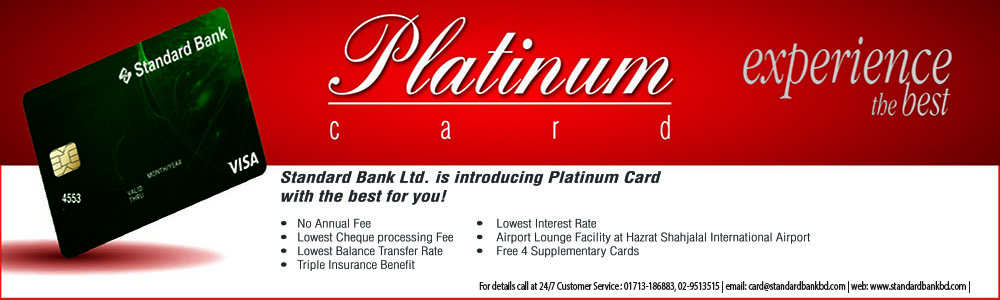 Standard Bank
MONTH/YEAR
VALID
THRU
4553
VISA
Platinum
card
experience
the best
Standard Bank Ltd. is introducing Platinum Card
with the best for you!
• No Annual Fee
• Lowest Cheque processing Fee
• Lowest Balance Transfer Rate
• Triple Insurance Benefit
• Lowest Interest Rate
• Airport Lounge Facility at Hazrat Shahjalal International Airport
• Free 4 Supplementary Cards
For details call at 24/7 Customer Service : 01713-186883, 02-9513515 | email: card@standardbankbd.com | web: www.standardbankbd.com |